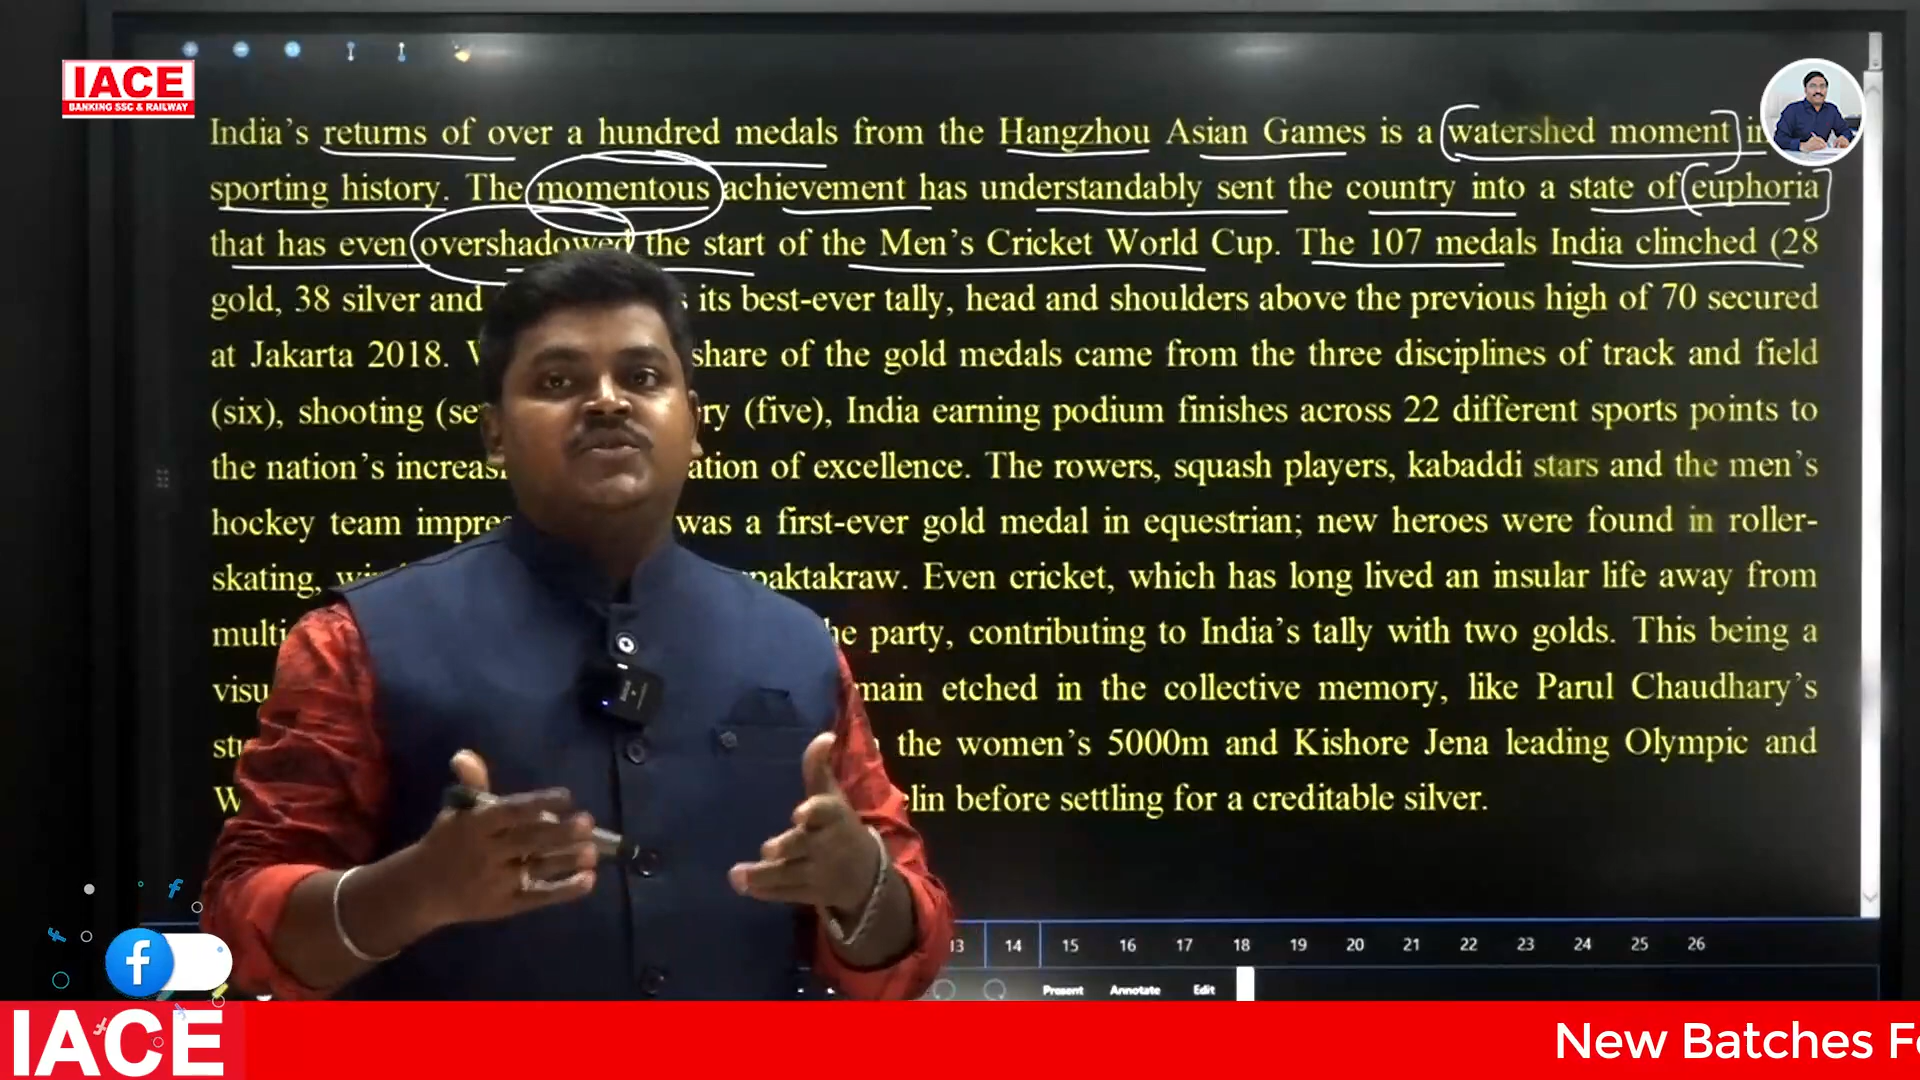 IACE
BANKING SSC & RAILWAY
India’s returns of over a hundred medals from the Hangzhou Asian Games is a watershed moment in
sporting history. The momentous achievement has understandably sent the country into a state of euphoria
that has even overshadowed the start of the Men’s Cricket World Cup. The 107 medals India clinched (28
gold, 38 silver and its best-ever tally, head and shoulders above the previous high of 70 secured
at Jakarta 2018. share of the gold medals came from the three disciplines of track and field
(six), shooting (five), India earning podium finishes across 22 different sports points to
the nation’s of excellence. The rowers, squash players, kabaddi stars and the men’s
hockey team was a first-ever gold medal in equestrian; new heroes were found in roller-
skating, Even cricket, which has long lived an insular life away from
party, contributing to India’s tally with two golds. This being a
etched in the collective memory, like Parul Chaudhary’s
the women’s 5000m and Kishore Jena leading Olympic and
before settling for a creditable silver.
13 14 15 16 17 18 19 20 21 22 23 24 25 26
Present Annotate Edit
f
IACE
New Batches